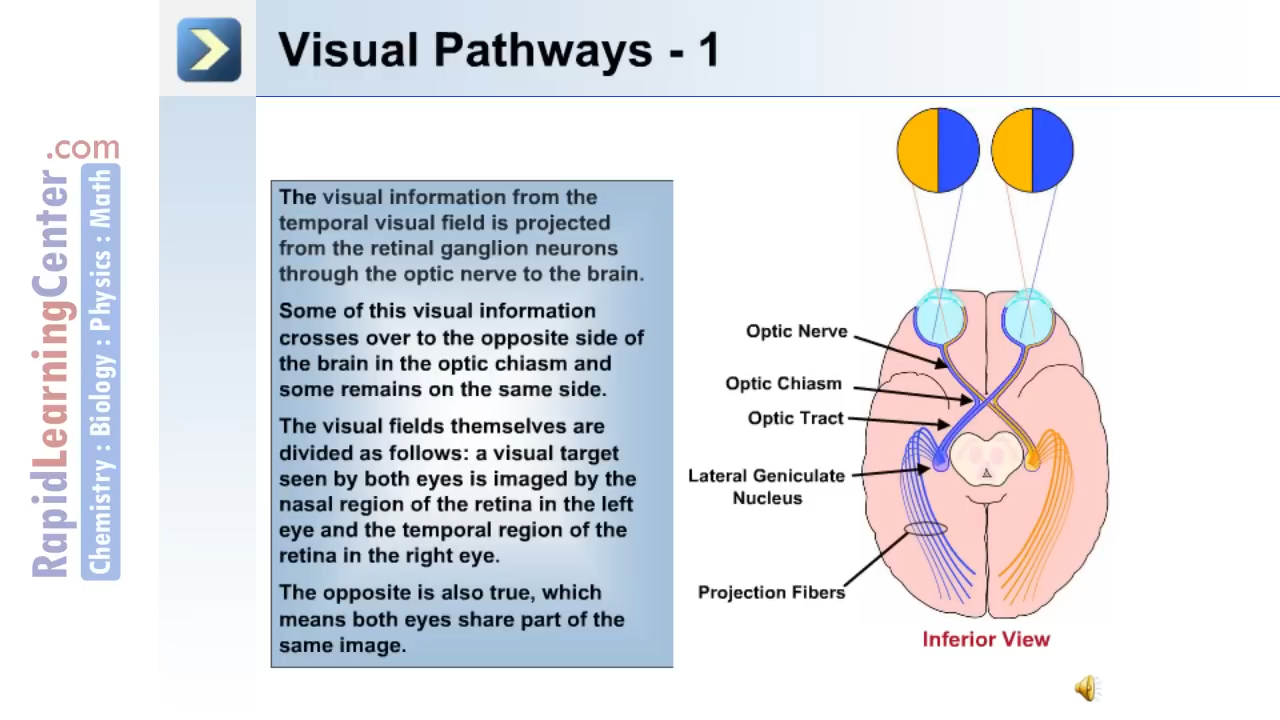 Visual Pathways - 1
RapidLearningCenter.com
Chemistry : Biology : Physics : Math
The visual information from the
temporal visual field is projected
from the retinal ganglion neurons
through the optic nerve to the brain.
Some of this visual information
crosses over to the opposite side of
the brain in the optic chiasm and
some remains on the same side.
The visual fields themselves are
divided as follows: a visual target
seen by both eyes is imaged by the
nasal region of the retina in the left
eye and the temporal region of the
retina in the right eye.
The opposite is also true, which
means both eyes share part of the
same image.
Optic Nerve
Optic Chiasm
Optic Tract
Lateral Geniculate
Nucleus
Projection Fibers
Inferior View